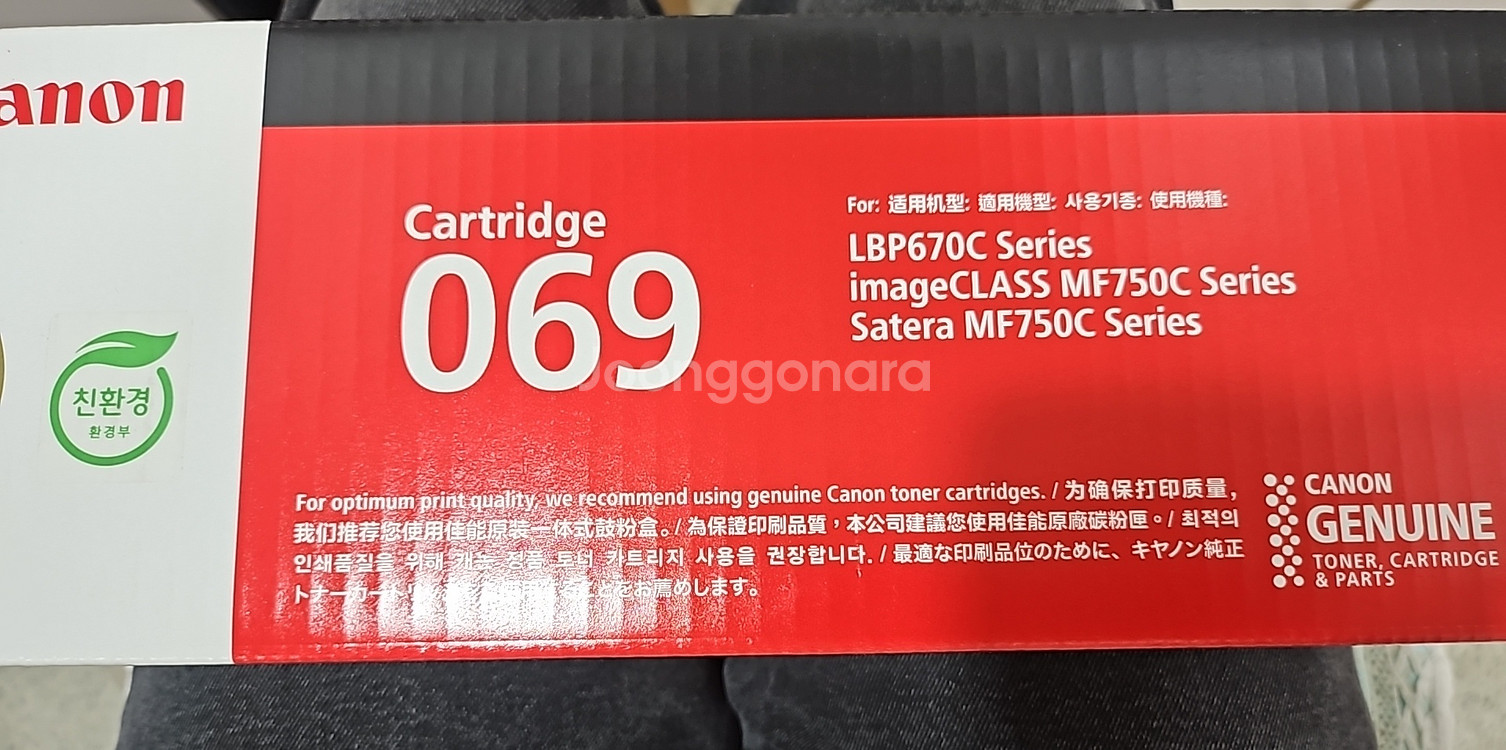 anon
Cartridge
069
For: 适用机型: 適用機型: 사용기종: 使用機種:
LBP670C Series
imageCLASS MF750C Series
Satera MF750C Series
Joonggonara
친환경
환경부
For optimum print quality, we recommend using genuine Canon toner cartridges. / 为确保打印质量,
我们推荐您使用佳能原装一体式鼓粉盒。/ 為保證印刷品質，本公司建議您使用佳能原廠碳粉匣。/ 최적의
인쇄품질을 위해 캐논 정품 토너 카트리지 사용을 권장합니다. / 最適な印刷品位のために、キヤノン純正
トナーカートリ をお薦めします。
CANON
GENUINE
TONER, CARTRIDGE
& PARTS